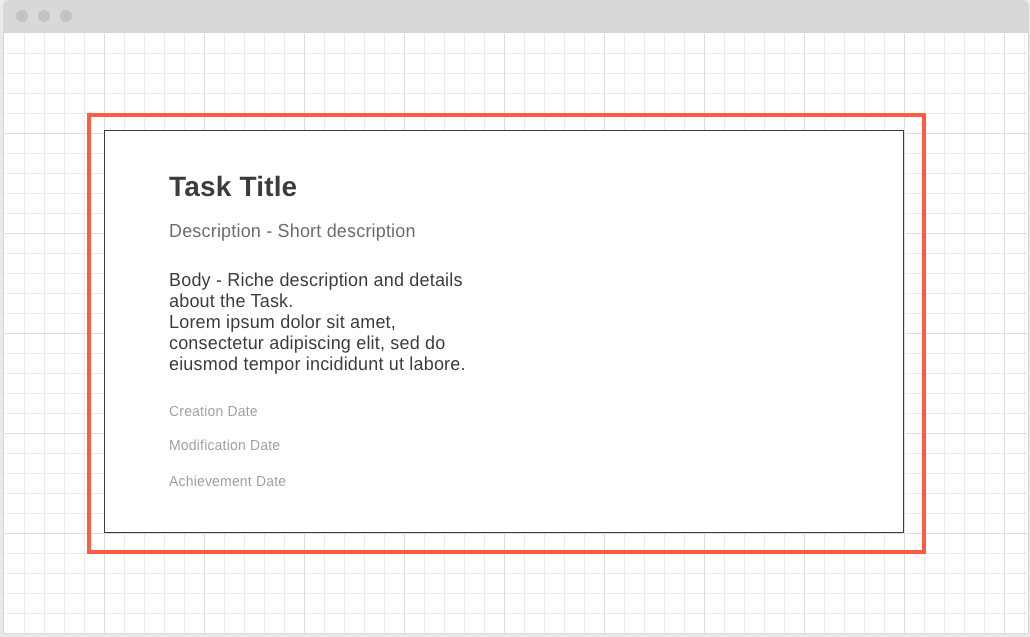 Task Title
Description - Short description
Body - Riche description and details
about the Task.
Lorem ipsum dolor sit amet,
consectetur adipiscing elit, sed do
eiusmod tempor incididunt ut labore.
Creation Date
Modification Date
Achievement Date